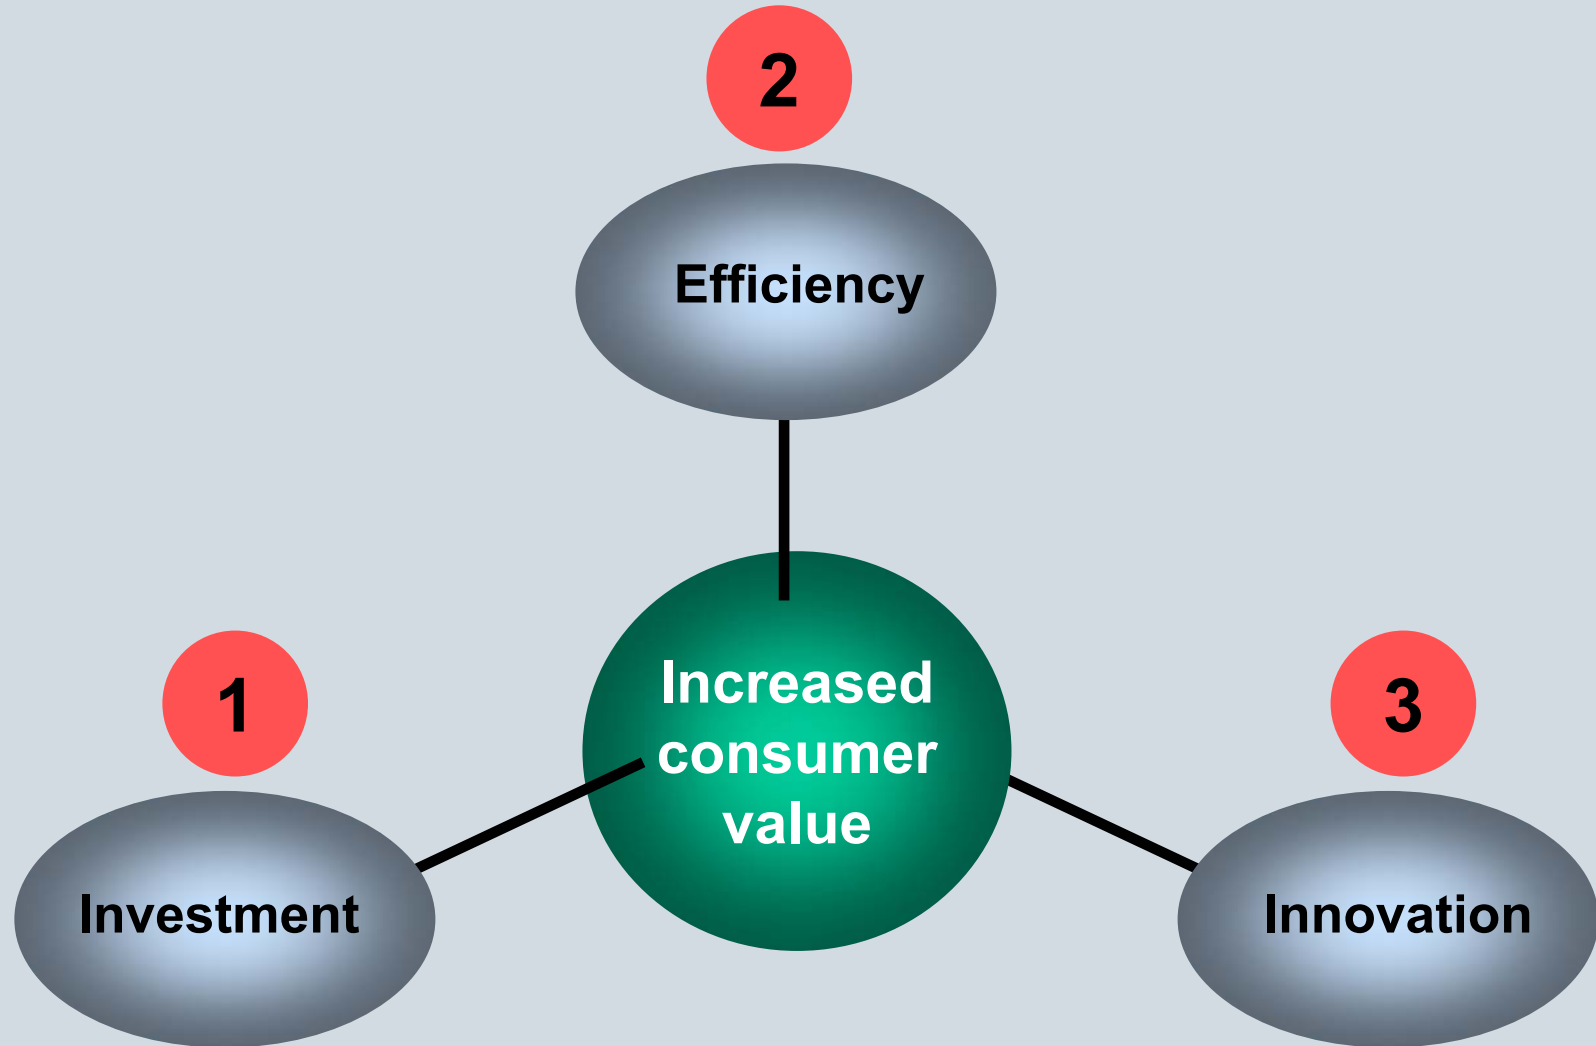 2
Efficiency
1
Investment
Increased
consumer
value
3
Innovation